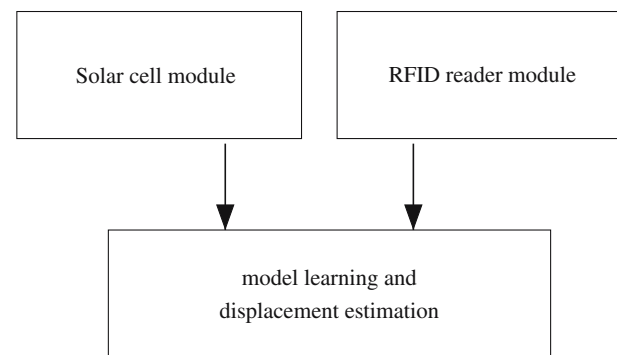 Solar cell module
RFID reader module
model learning and
displacement estimation